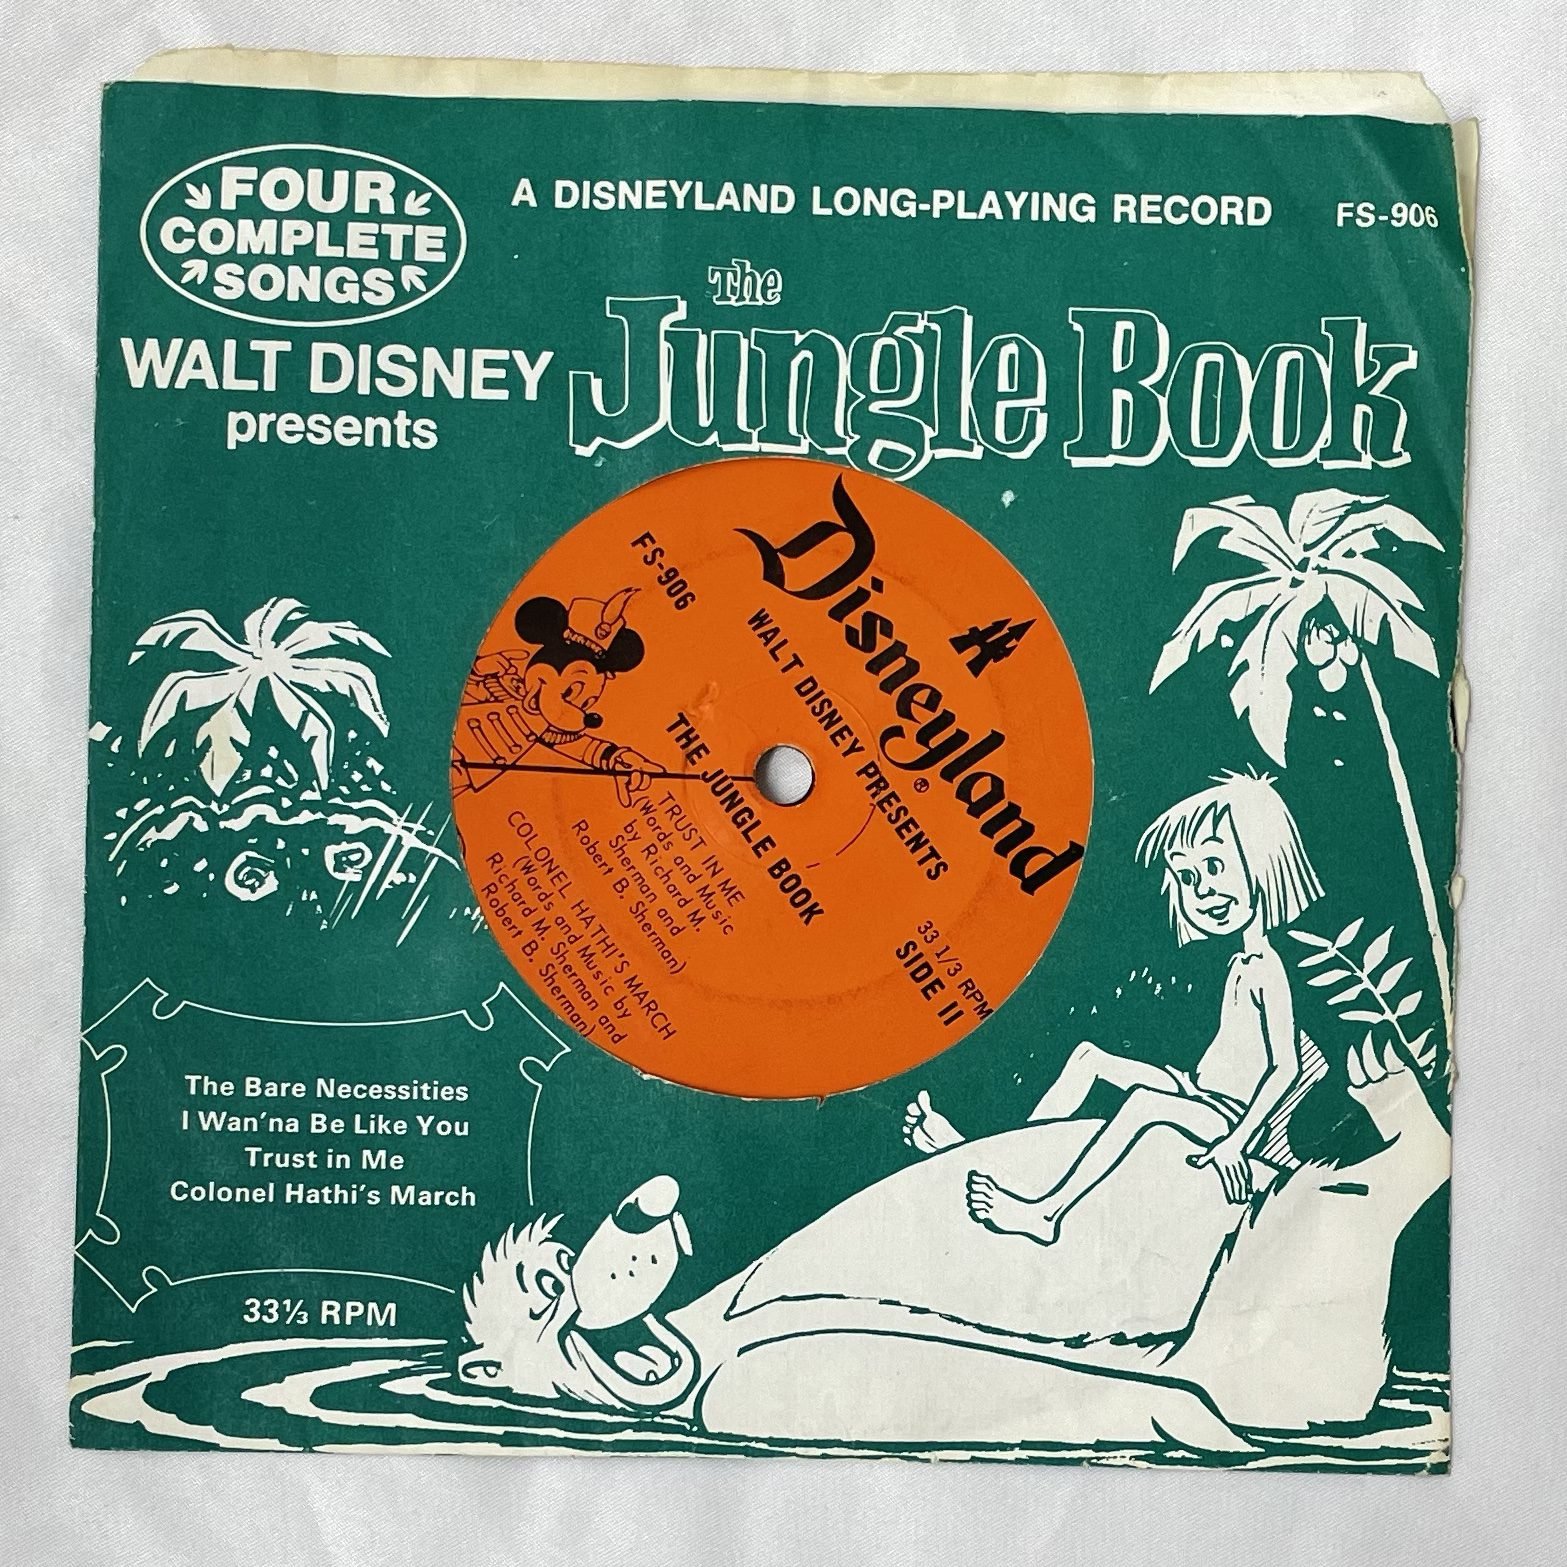 FOUR
COMPLETE
SONGS
A DISNEYLAND LONG-PLAYING RECORD
FS-906
WALT DISNEY
presents
The
Jungle Book
Disneyland®
FS-906
WALT DISNEY PRESENTS
THE JUNGLE BOOK
33 1/3 RPM
SIDE II
TRUST IN ME
(Words and Music
by Richard M.
Sherman and
Robert B. Sherman)
COLONEL HATHI'S MARCH
(Words and Music by
Richard M. Sherman and
Robert B. Sherman)
The Bare Necessities
I Wan'na Be Like You
Trust in Me
Colonel Hathi's March
33⅓ RPM